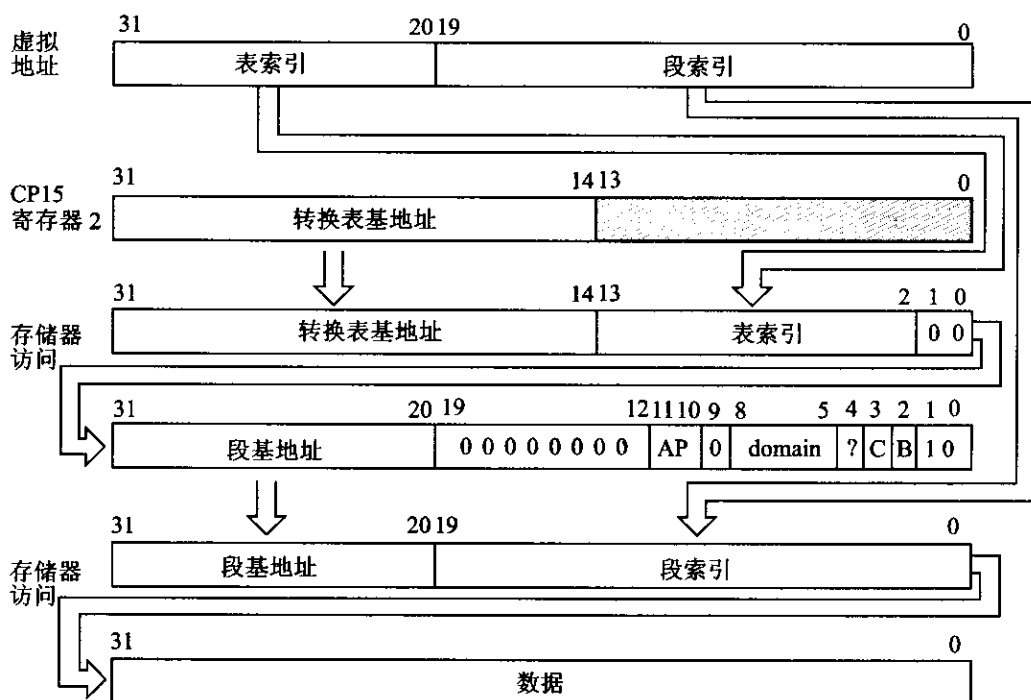 31 20 19 0
虚拟
地址
表索引 段索引
31 14 13 0
CP15
寄存器 2
转换表基地址
31 14 13 2 1 0
存储器
访问
转换表基地址 表索引 0 0
31 20 19 12 11 10 9 8 5 4 3 2 1 0
段基地址 0 0 0 0 0 0 0 0 AP 0 domain ? C B 1 0
31 20 19 0
存储器
访问
段基地址 段索引
31 0
数据